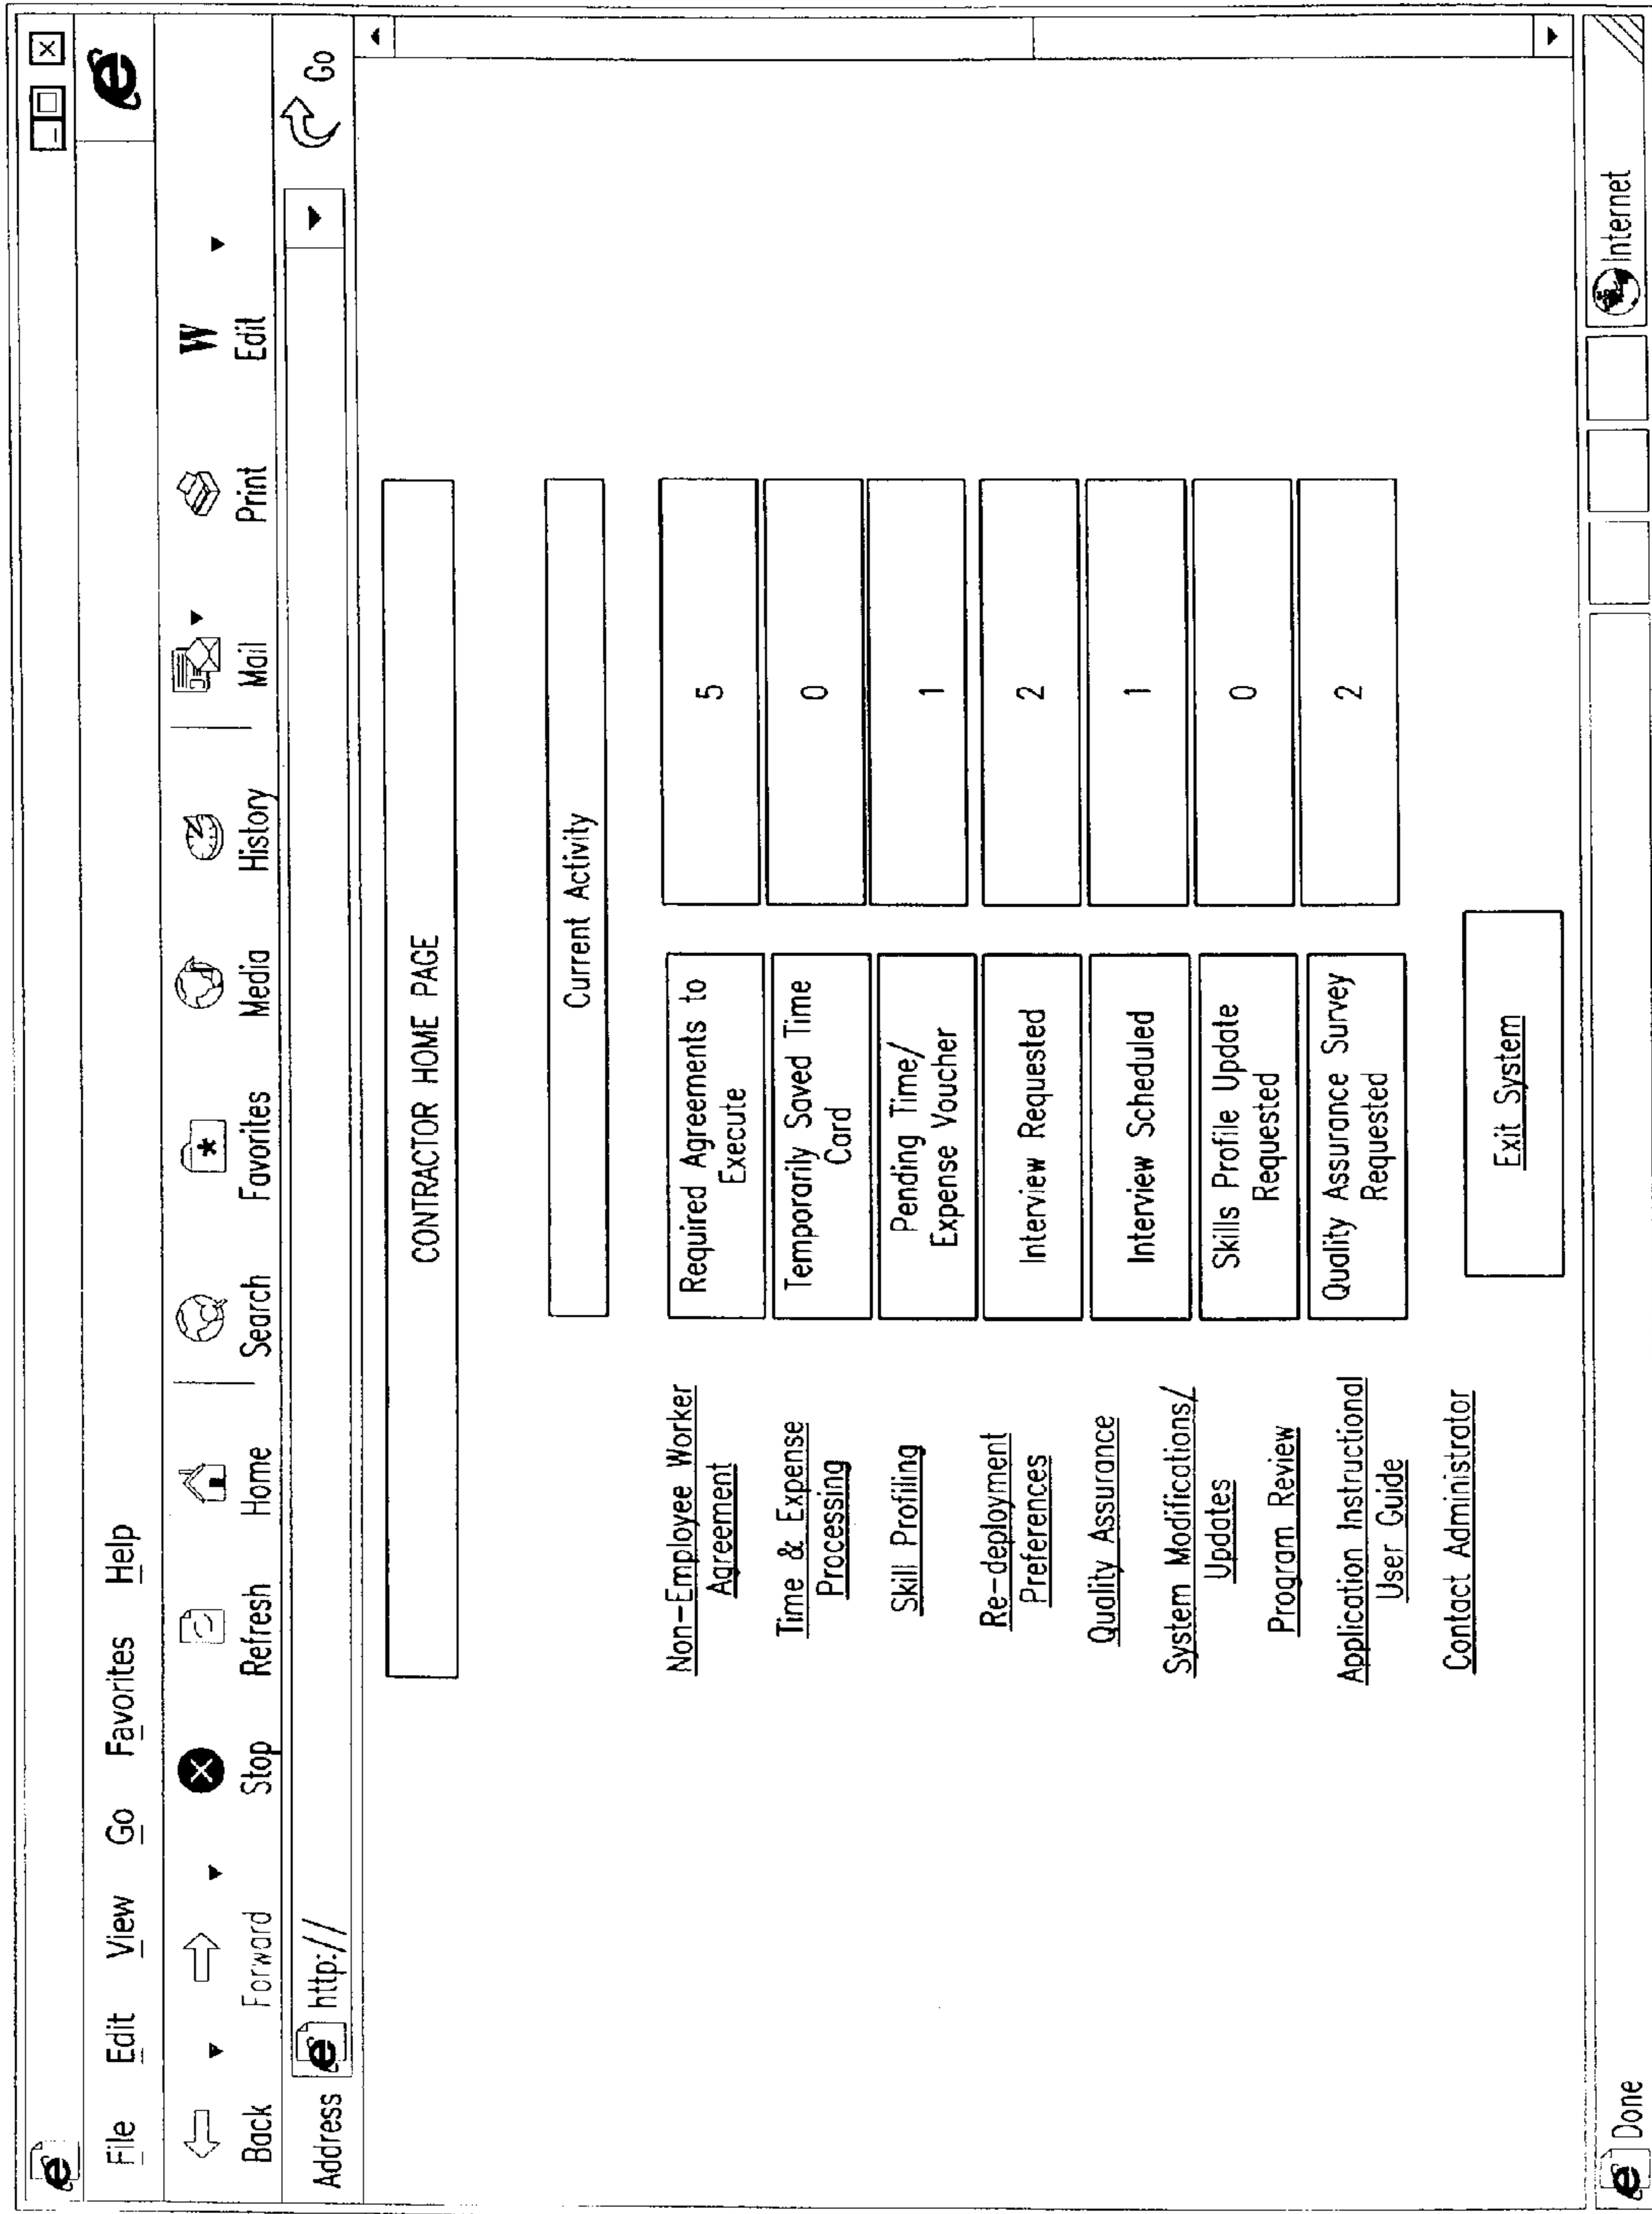 File Edit View Go Favorites Help
Back Forward Stop Refresh Home Search Favorites Media History Mail Print Edit
W
Address http:// Go
CONTRACTOR HOME PAGE
Current Activity
Non-Employee Worker
Agreement
Required Agreements to
Execute
5
Time & Expense
Processing
Temporarily Saved Time
Card
0
Skill Profiling
Pending Time/
Expense Voucher
1
Re-deployment
Preferences
Interview Requested
2
Quality Assurance
Interview Scheduled
1
System Modifications/
Updates
Skills Profile Update
Requested
0
Program Review
Quality Assurance Survey
Requested
2
Application Instructional
User Guide
Contact Administrator
Exit System
Done Internet